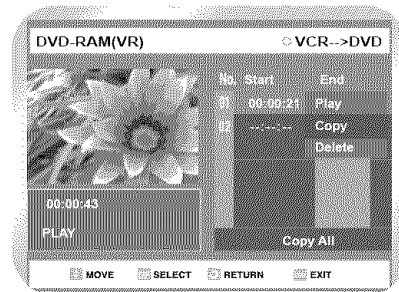 DVD-RAM(VR) VCR-->DVD
No. Start End
01 00:00:21 Play
02 --:--:-- Copy
Delete
00:00:43
PLAY
Copy All
MOVE SELECT RETURN EXIT